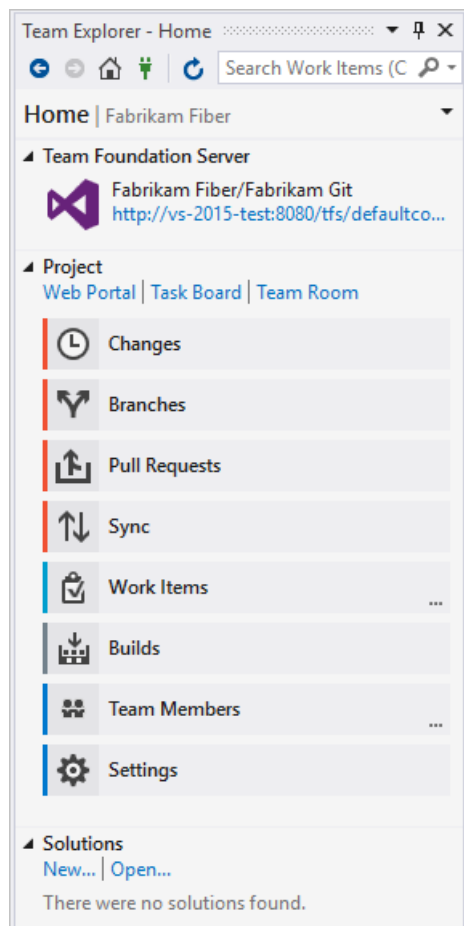 Team Explorer - Home
Search Work Items (C
Home | Fabrikam Fiber
Team Foundation Server
Fabrikam Fiber/Fabrikam Git
http://vs-2015-test:8080/tfs/defaultco...
Project
Web Portal | Task Board | Team Room
Changes
Branches
Pull Requests
Sync
Work Items
...
Builds
Team Members
...
Settings
Solutions
New... | Open...
There were no solutions found.